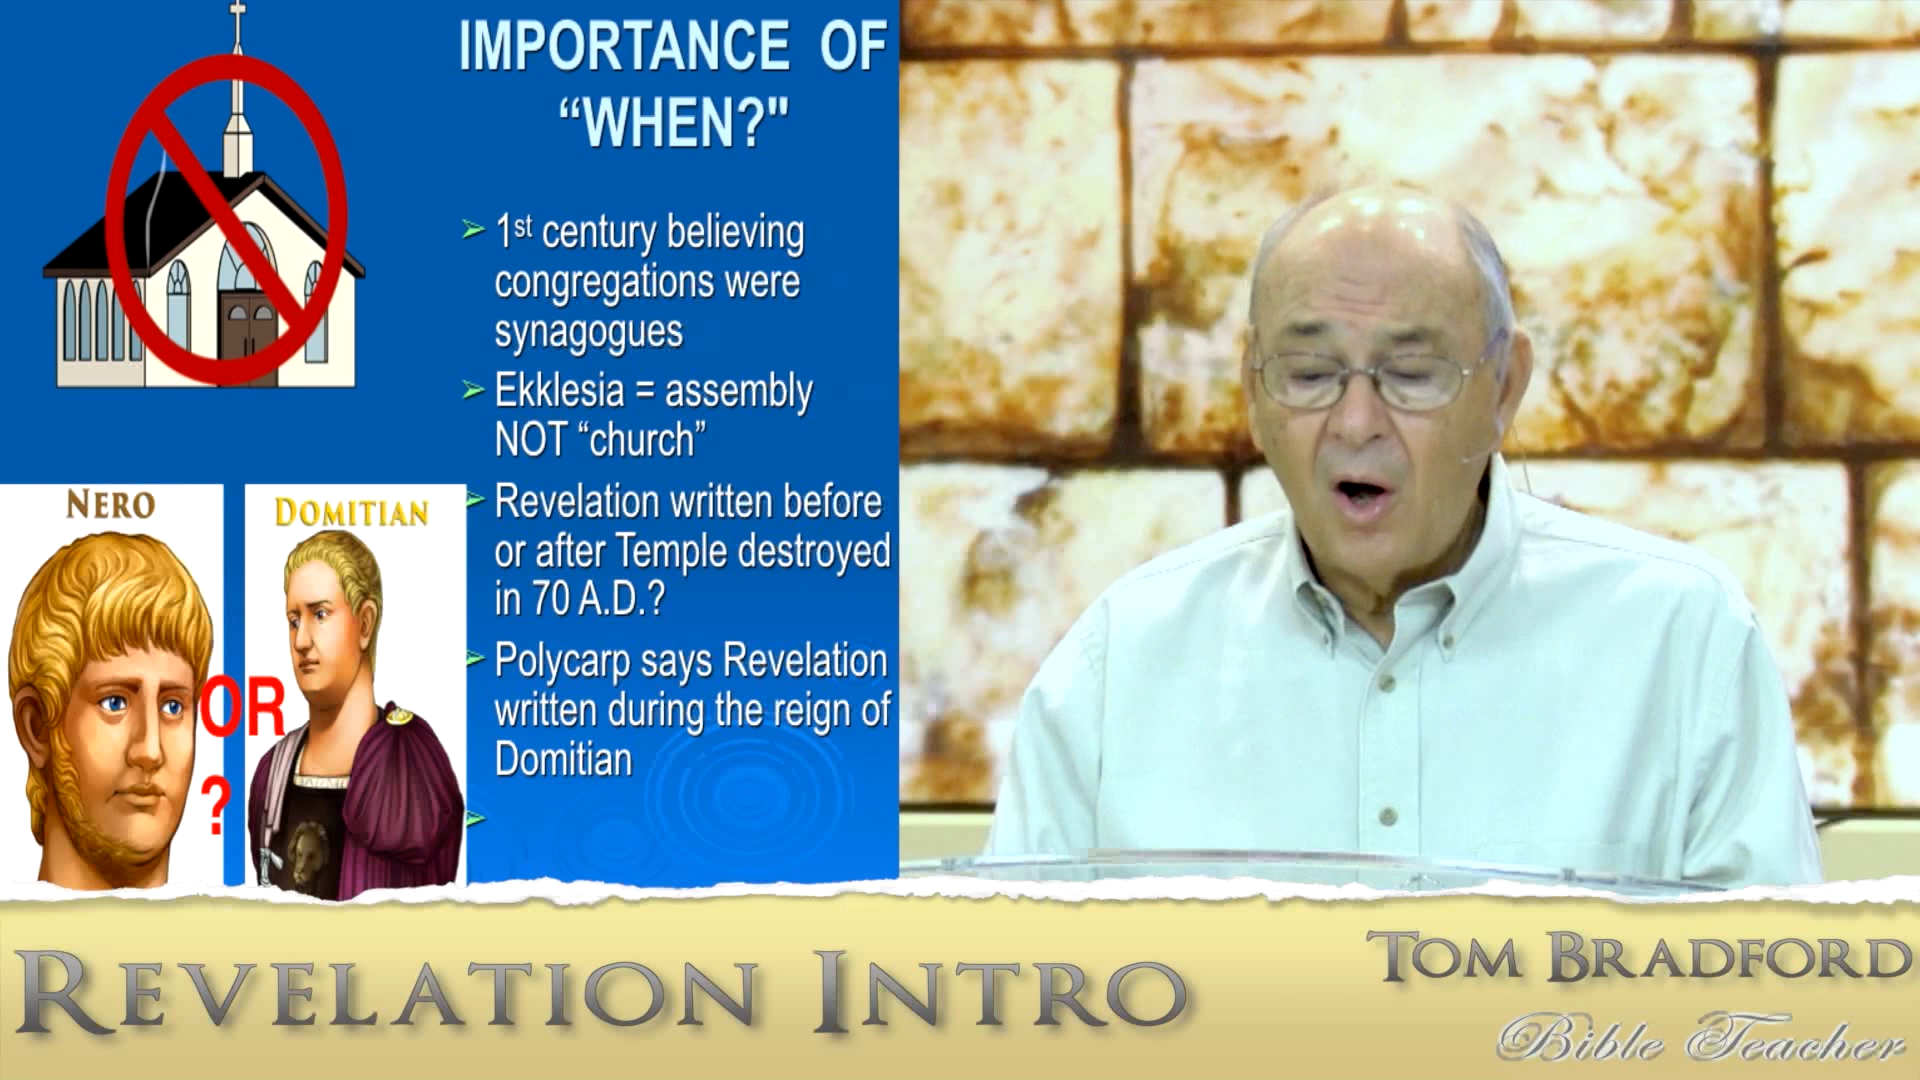 IMPORTANCE OF
“WHEN?"
1st century believing
congregations were
synagogues
Ekklesia = assembly
NOT “church”
Revelation written before
or after Temple destroyed
in 70 A.D.?
Polycarp says Revelation
written during the reign of
Domitian
NERO
DOMITIAN
OR
?
REVELATION INTRO
TOM BRADFORD
Bible Teacher